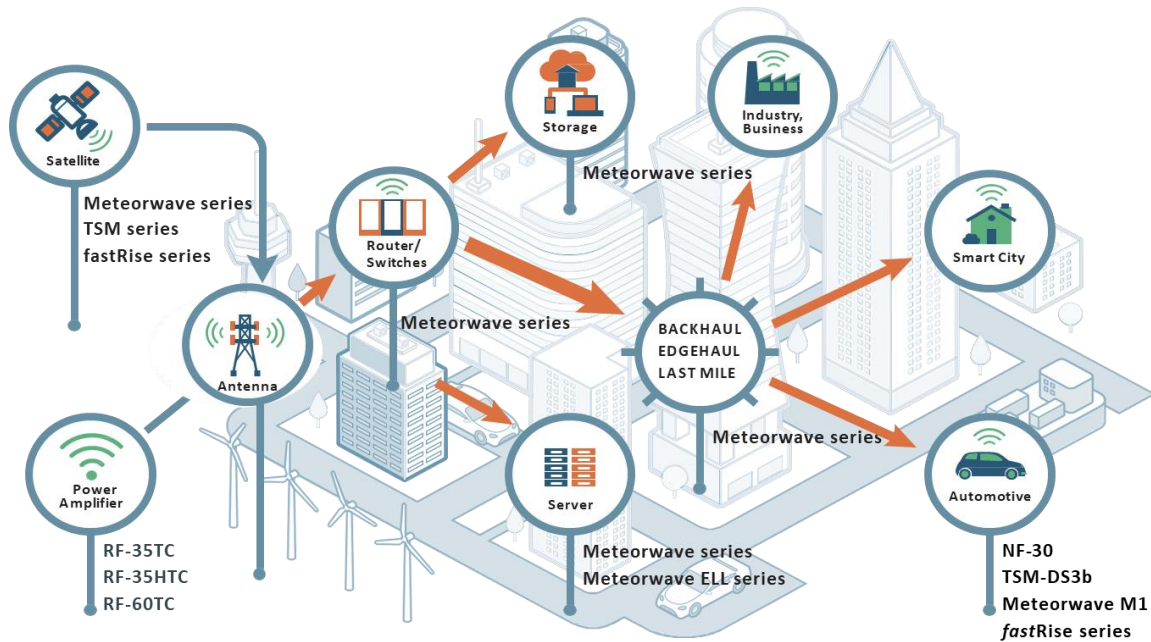 Satellite
Meteorwave series
TSM series
fastRise series
Storage
Meteorwave series
Industry,
Business
Router/
Switches
Meteorwave series
Smart City
Antenna
BACKHAUL
EDGEHAUL
LAST MILE
Meteorwave series
Power
Amplifier
RF-35TC
RF-35HTC
RF-60TC
Server
Meteorwave series
Meteorwave ELL series
Automotive
NF-30
TSM-DS3b
Meteorwave M1
fastRise series